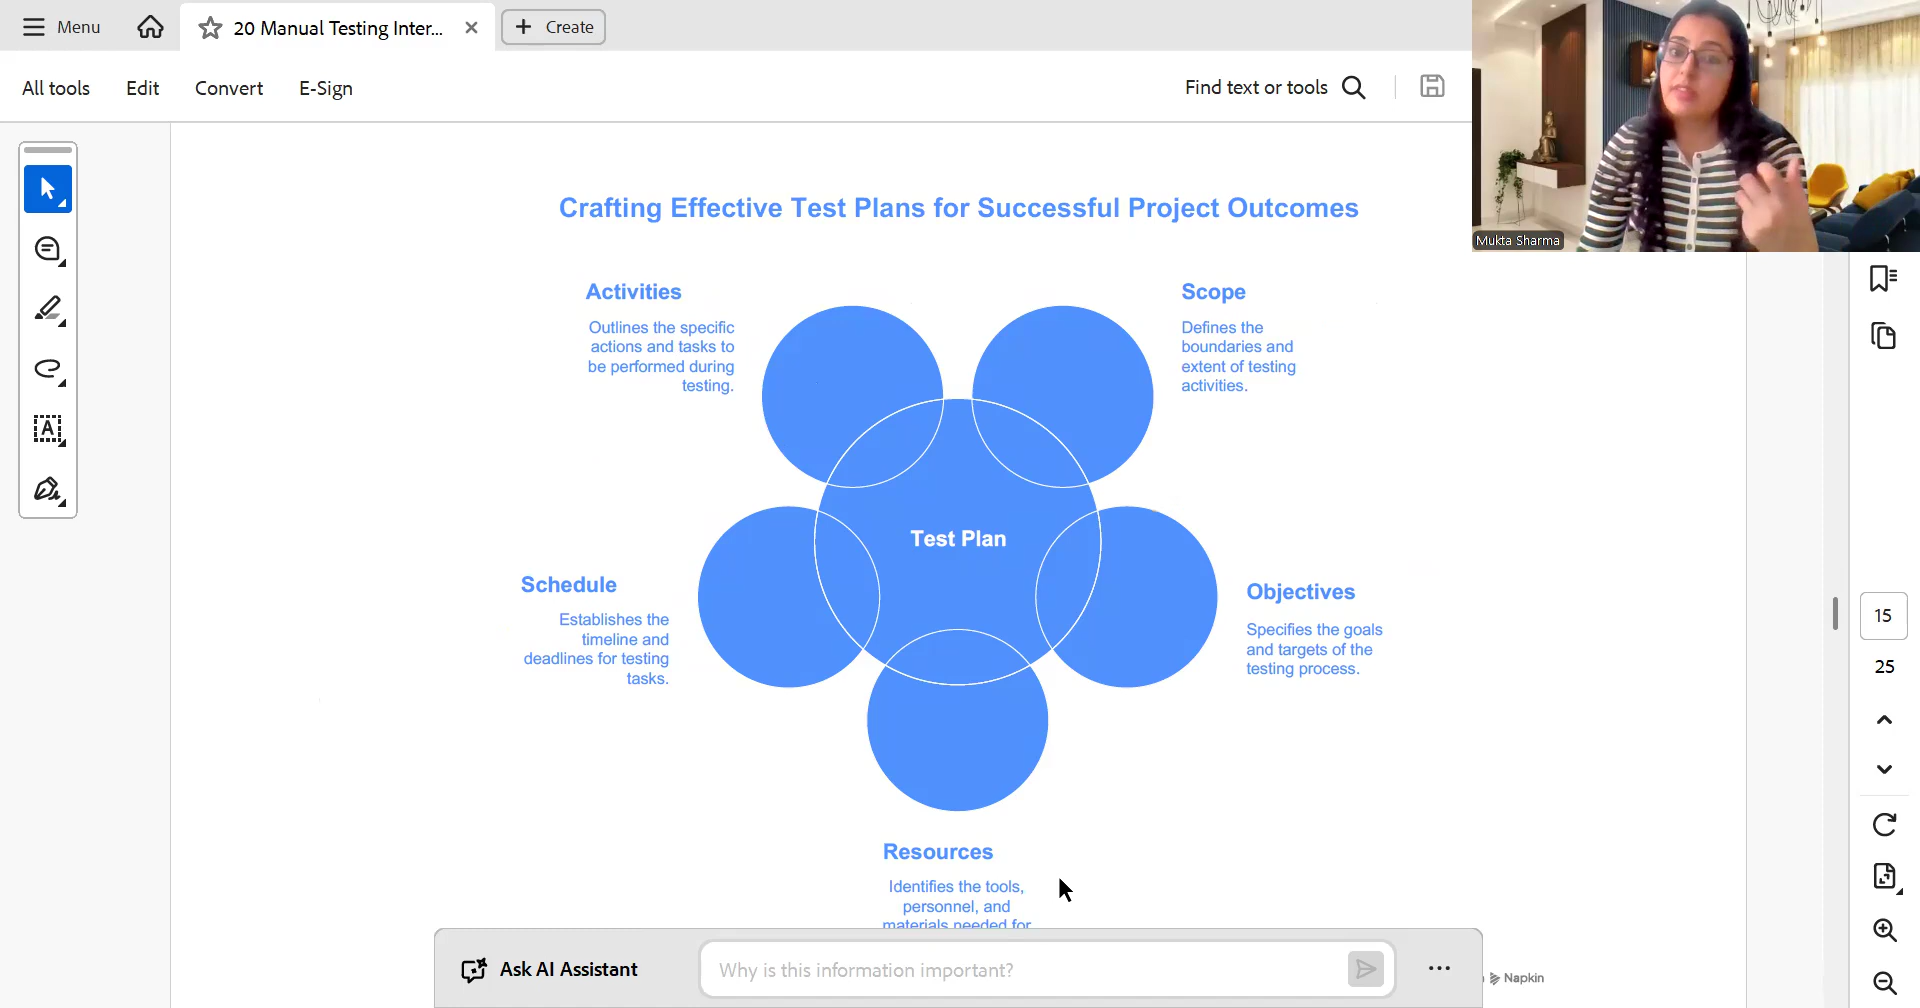 Menu
20 Manual Testing Inter...
Create
All tools
Edit
Convert
E-Sign
Find text or tools
Mukta Sharma
Crafting Effective Test Plans for Successful Project Outcomes
Activities
Outlines the specific
actions and tasks to
be performed during
testing.
Scope
Defines the
boundaries and
extent of testing
activities.
Test Plan
Schedule
Establishes the
timeline and
deadlines for testing
tasks.
Objectives
Specifies the goals
and targets of the
testing process.
Resources
Identifies the tools,
personnel, and
materials needed for
15
25
Ask AI Assistant
Why is this information important?
Napkin